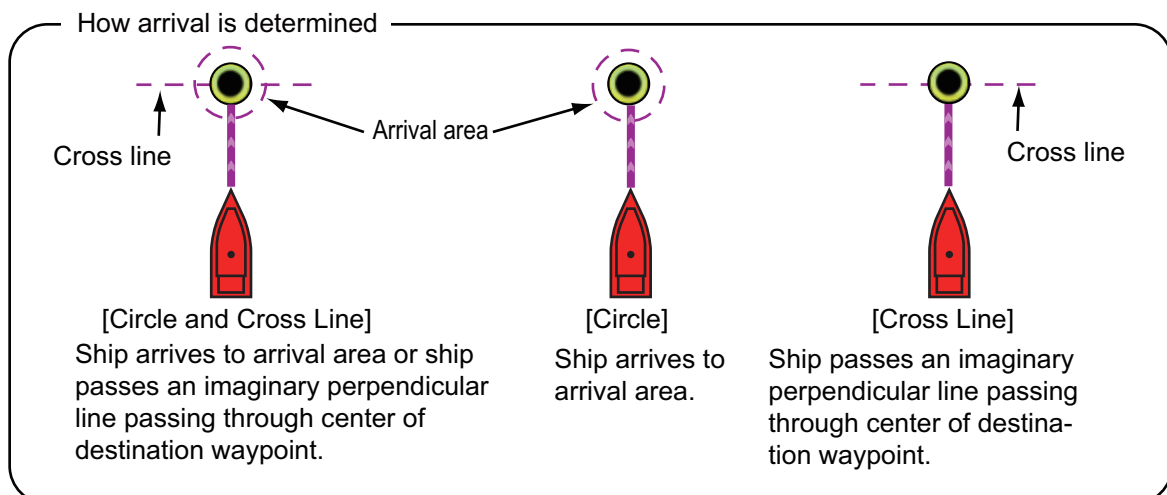 How arrival is determined
Cross line
Arrival area
Cross line
[Circle and Cross Line]
Ship arrives to arrival area or ship
passes an imaginary perpendicular
line passing through center of
destination waypoint.
[Circle]
Ship arrives to
arrival area.
[Cross Line]
Ship passes an imaginary
perpendicular line passing
through center of destina-
tion waypoint.